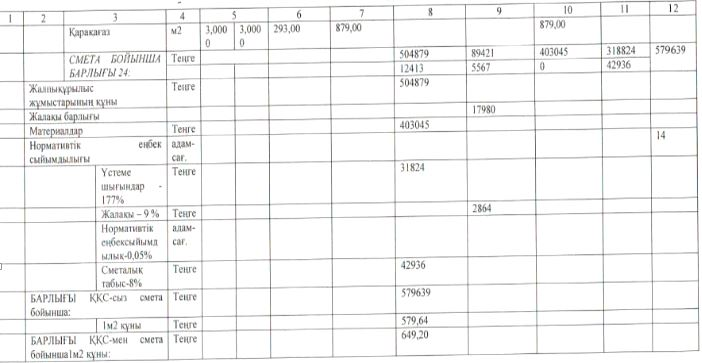 1 2 3 4 5 6 7 8 9 10 11 12
Қаракағаз м2 3,000 3,000 293,00 879,00 879,00
0 0
СМЕТА БОЙЫНША Теңге 504879 89421 403045 318824 579639
БАРЛЫҒЫ 24: 12413 5567 0 42936
Жалпықұрылыс Теңге 504879
жұмыстарының құны
Жалақы барлығы 17980
Материалдар Теңге 403045
Нормативтік еңбек адам- 14
сыйымдылығы сағ.
Үстеме Теңге 31824
шығындар -
177%
Жалақы – 9 % Теңге 2864
Нормативтік адам-
еңбексыйымд сағ.
ылық-0,05%
Сметалық Теңге 42936
табыс-8%
БАРЛЫҒЫ ҚҚС-сыз смета Теңге 579639
бойынша:
1м2 құны Теңге 579,64
БАРЛЫҒЫ ҚҚС-мен смета Теңге 649,20
бойынша1м2 құны: